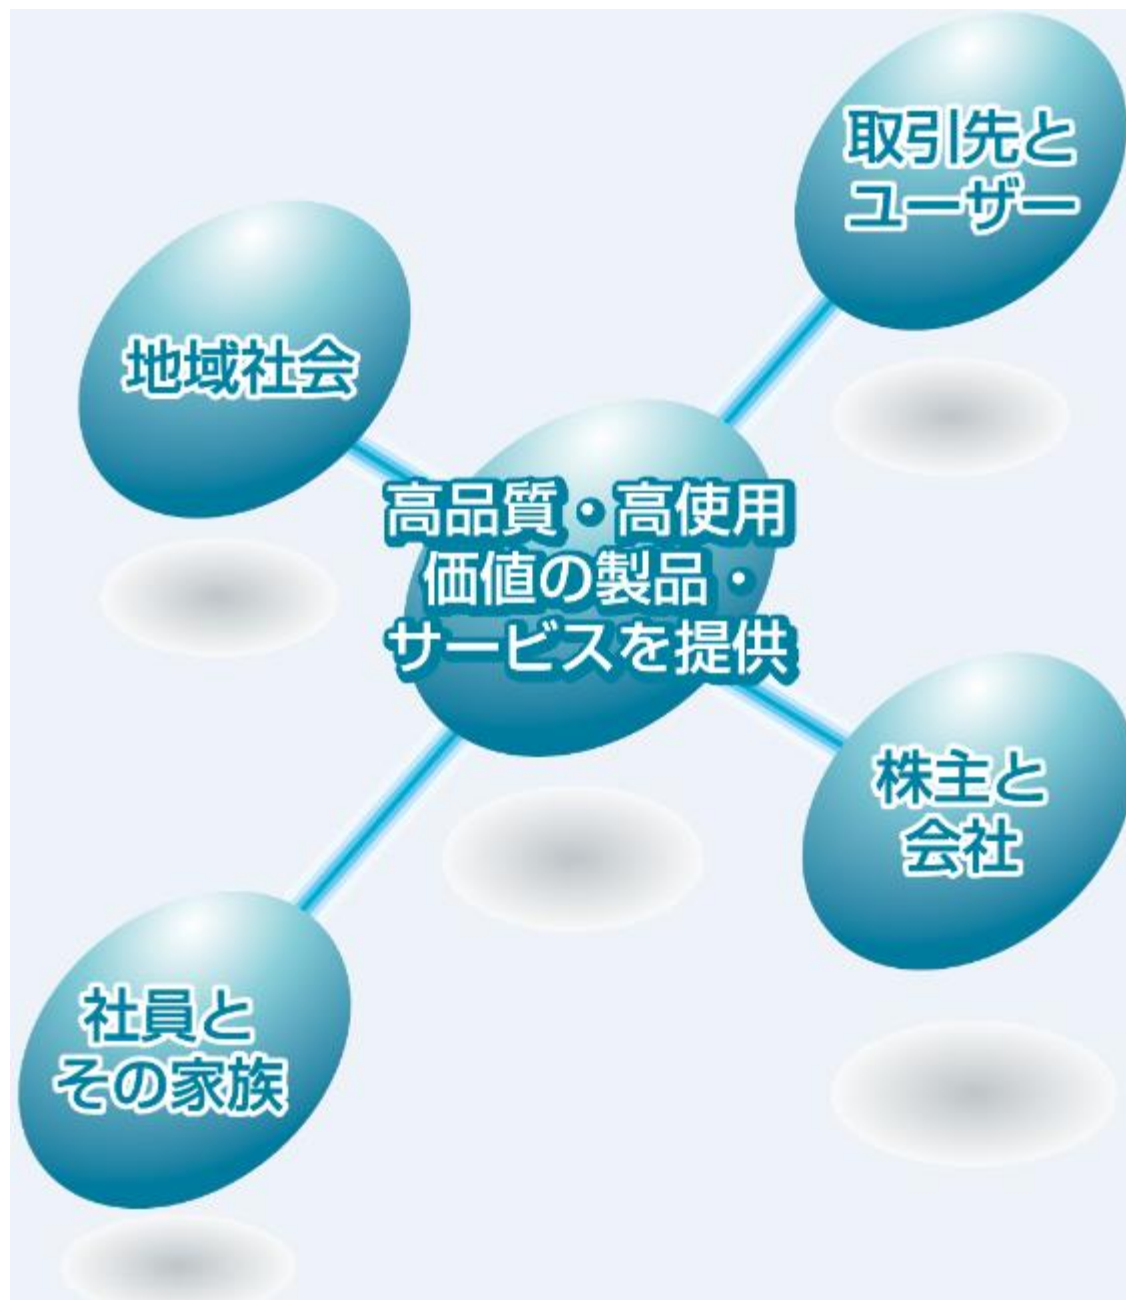 取引先と
ユーザー
地域社会
高品質・高使用
価値の製品・
サービスを提供
株主と
会社
社員と
その家族